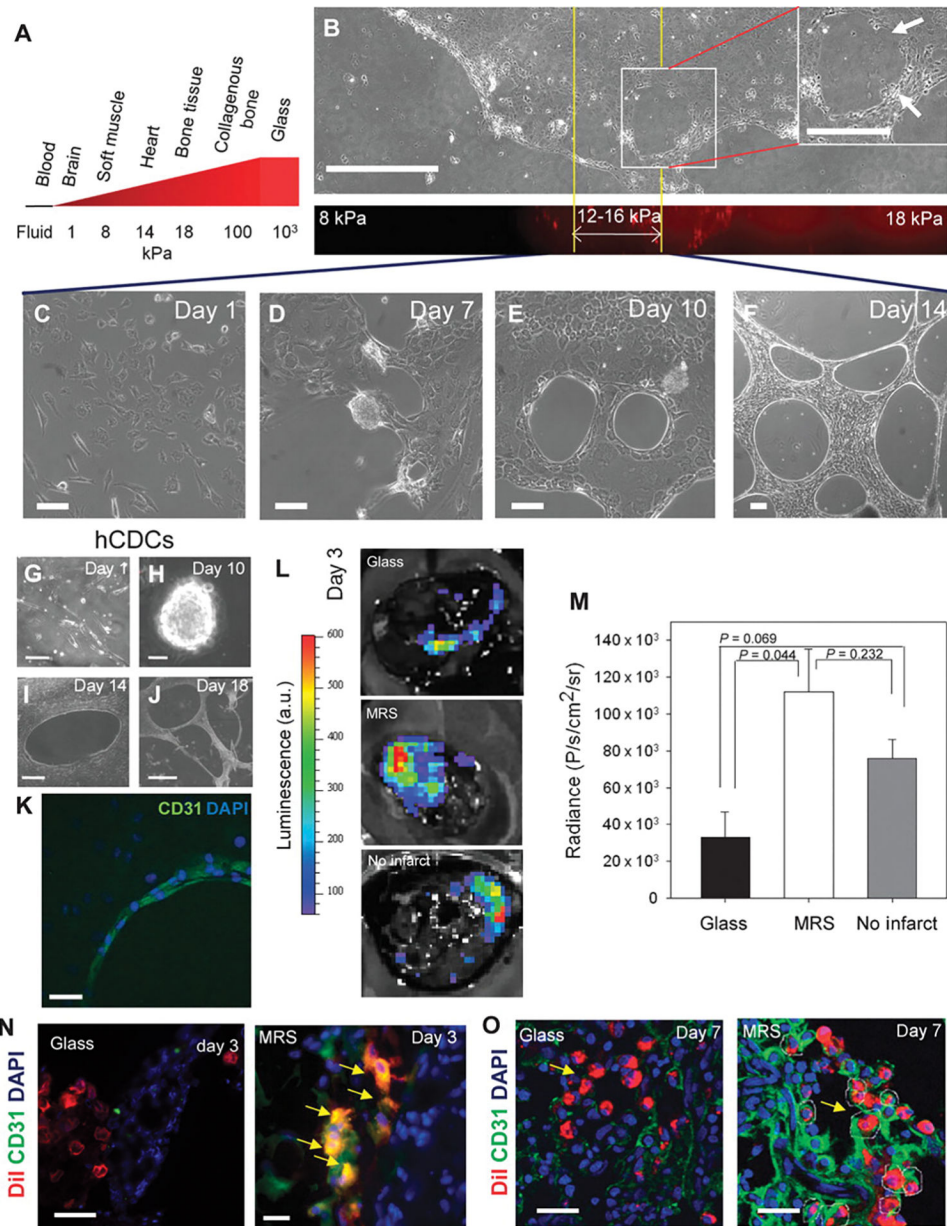 A
Blood
Brain
Soft muscle
Heart
Bone tissue
Collagenous
bone
Glass
Fluid 1 8 14 18 100 10³
kPa
B
8 kPa
12-16 kPa
18 kPa
C
Day 1
D
Day 7
E
Day 10
F
Day 14
hCDCs
G
Day 1
H
Day 10
I
Day 14
J
Day 18
K
CD31 DAPI
L
Day 3
Luminescence (a.u.)
600
500
400
300
200
100
Glass
MRS
No infarct
M
Radiance (P/s/cm²/sr)
140 x 10³
120 x 10³
100 x 10³
80 x 10³
60 x 10³
40 x 10³
20 x 10³
0
P = 0.069
P = 0.044
P = 0.232
Glass
MRS
No infarct
N
DiI CD31 DAPI
Glass
day 3
MRS
Day 3
O
DiI CD31 DAPI
Glass
Day 7
MRS
Day 7